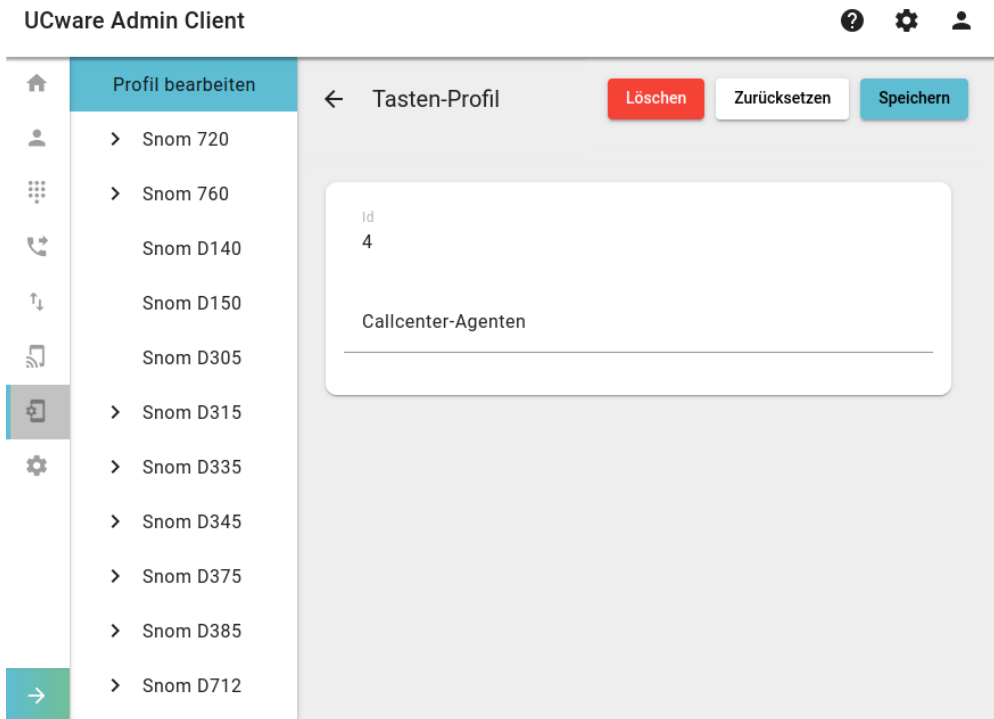 UCware Admin Client
Profil bearbeiten
Snom 720
Snom 760
Snom D140
Snom D150
Snom D305
Snom D315
Snom D335
Snom D345
Snom D375
Snom D385
Snom D712
Tasten-Profil
Löschen
Zurücksetzen
Speichern
Id
4
Callcenter-Agenten